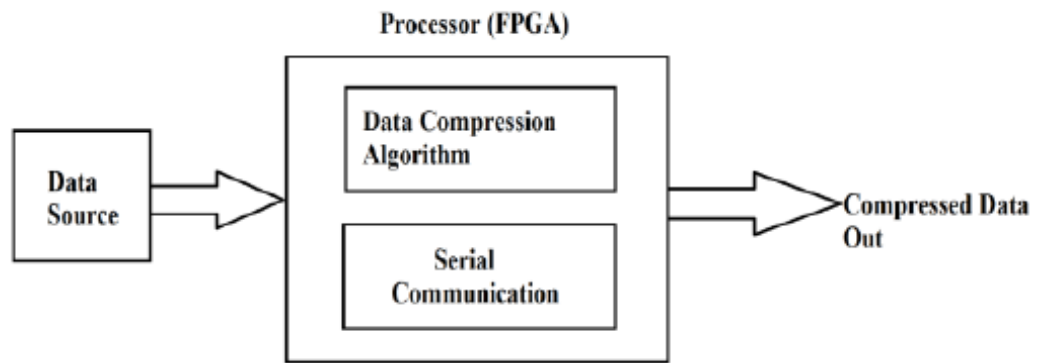 Processor (FPGA)
Data Compression
Algorithm
Data
Source
Compressed Data
Out
Serial
Communication